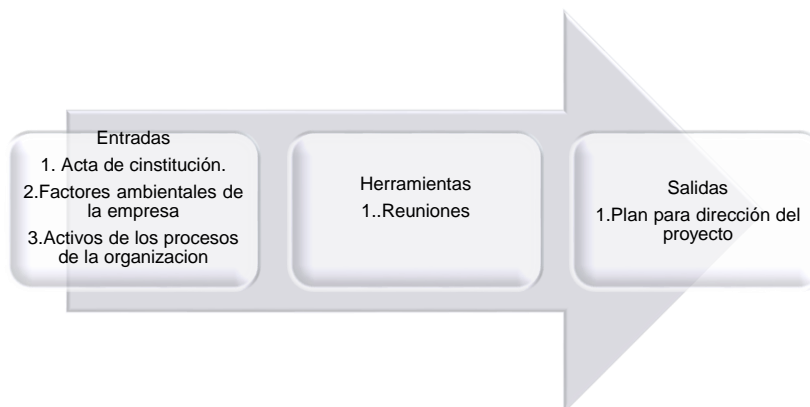 Entradas
1. Acta de cinstitución.
2.Factores ambientales de
la empresa
3.Activos de los procesos
de la organizacion
Herramientas
1..Reuniones
Salidas
1.Plan para dirección del
proyecto